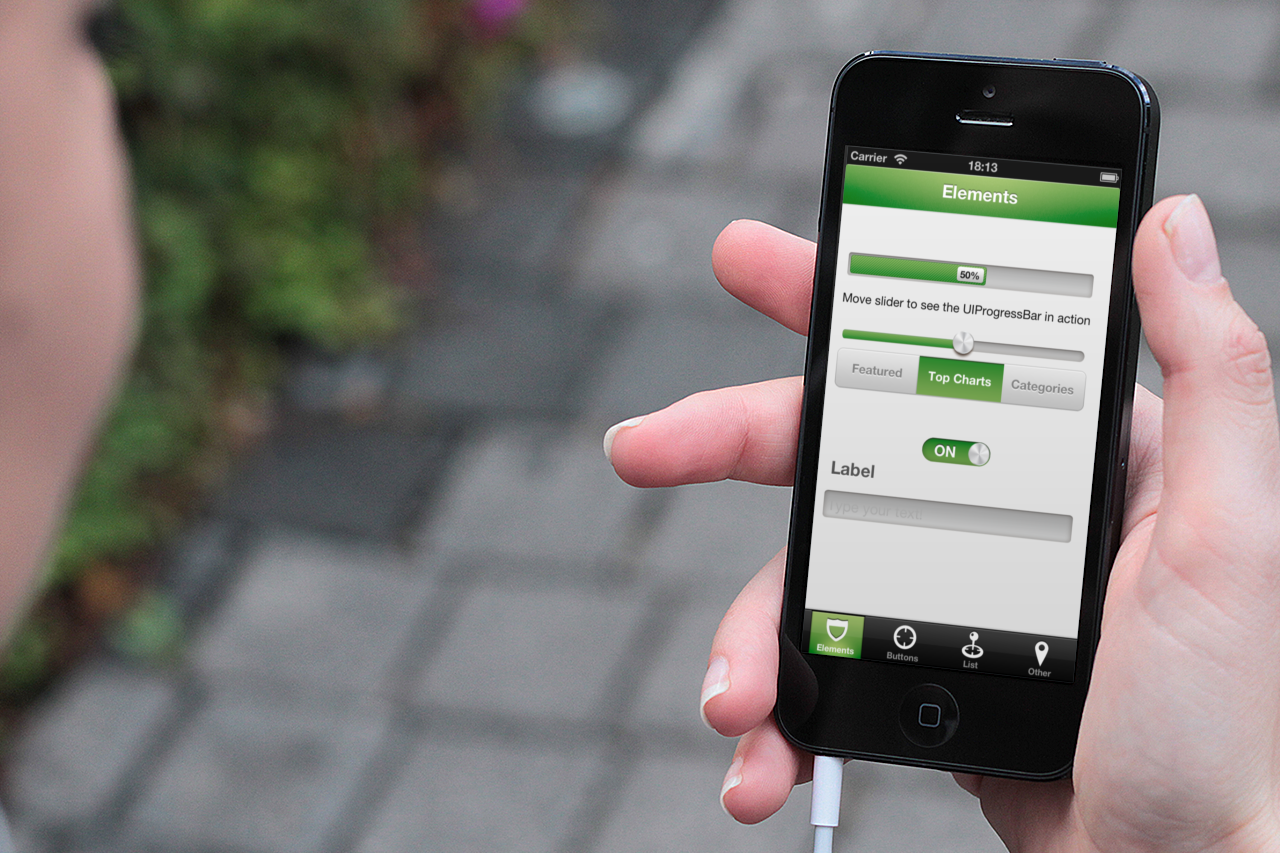 Carrier
18:13
Elements
50%
Move slider to see the UIProgressBar in action
Featured Top Charts Categories
ON
Label
Type your text!
Elements Buttons List Other